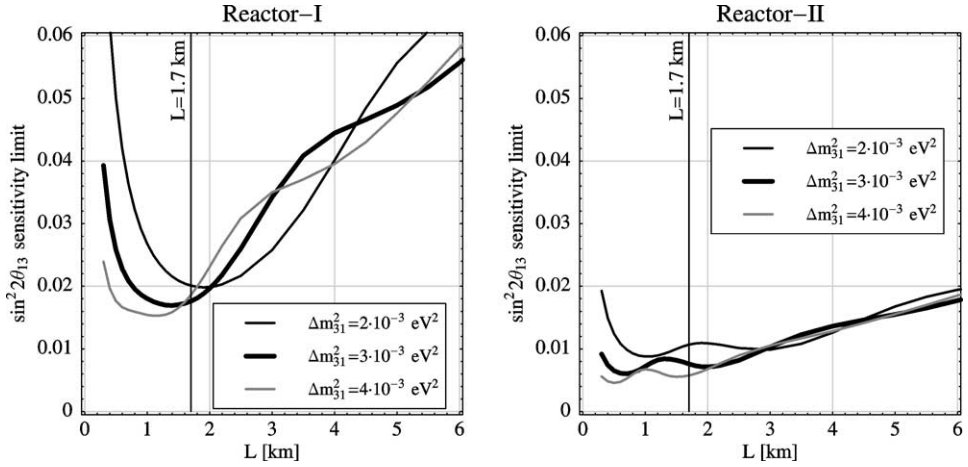 Reactor−I
0.06
0.05
0.04
0.03
0.02
0.01
0
sin² 2θ₁₃ sensitivity limit
L=1.7 km
Δm²₃₁=2·10⁻³ eV²
Δm²₃₁=3·10⁻³ eV²
Δm²₃₁=4·10⁻³ eV²
0 1 2 3 4 5 6
L [km]
Reactor−II
0.06
0.05
0.04
0.03
0.02
0.01
0
sin² 2θ₁₃ sensitivity limit
L=1.7 km
Δm²₃₁=2·10⁻³ eV²
Δm²₃₁=3·10⁻³ eV²
Δm²₃₁=4·10⁻³ eV²
0 1 2 3 4 5 6
L [km]